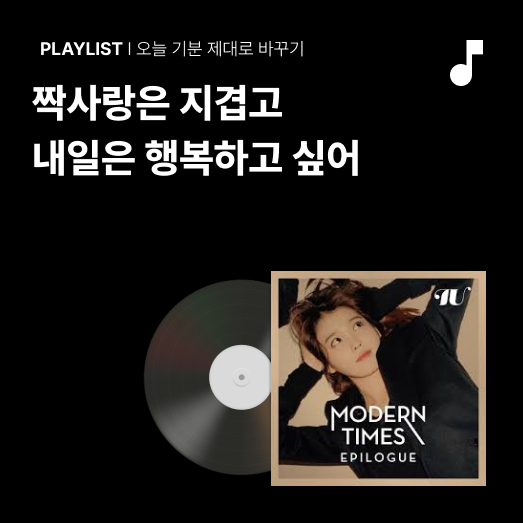 PLAYLIST | 오늘 기분 제대로 바꾸기
짝사랑은 지겹고
내일은 행복하고 싶어
IU
MODERN
TIMES
EPILOGUE